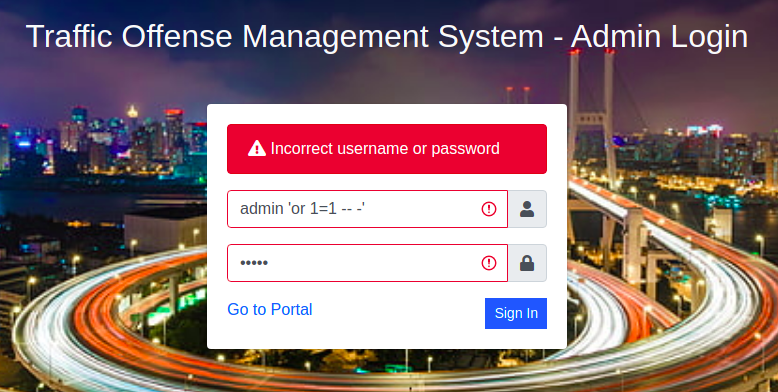 Traffic Offense Management System - Admin Login
Incorrect username or password
admin 'or 1=1 -- -'
•••••
Go to Portal
Sign In